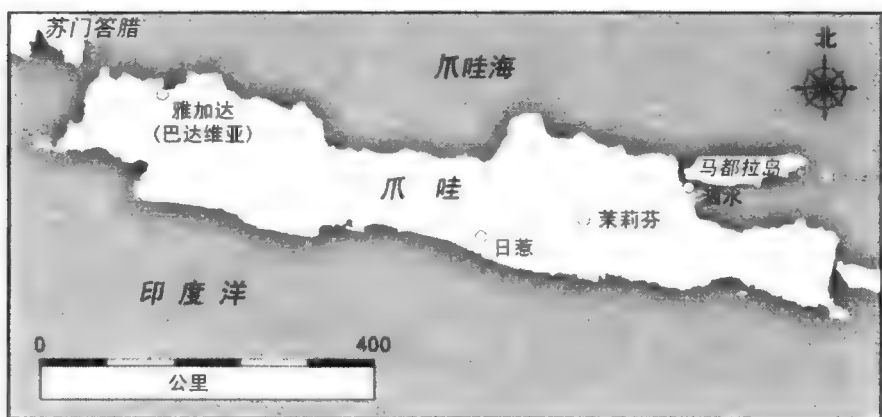 苏门答腊
爪哇海
北
雅加达
(巴达维亚)
马都拉岛
泗水
爪 哇
茉莉芬
日惹
印 度 洋
0 400
公里